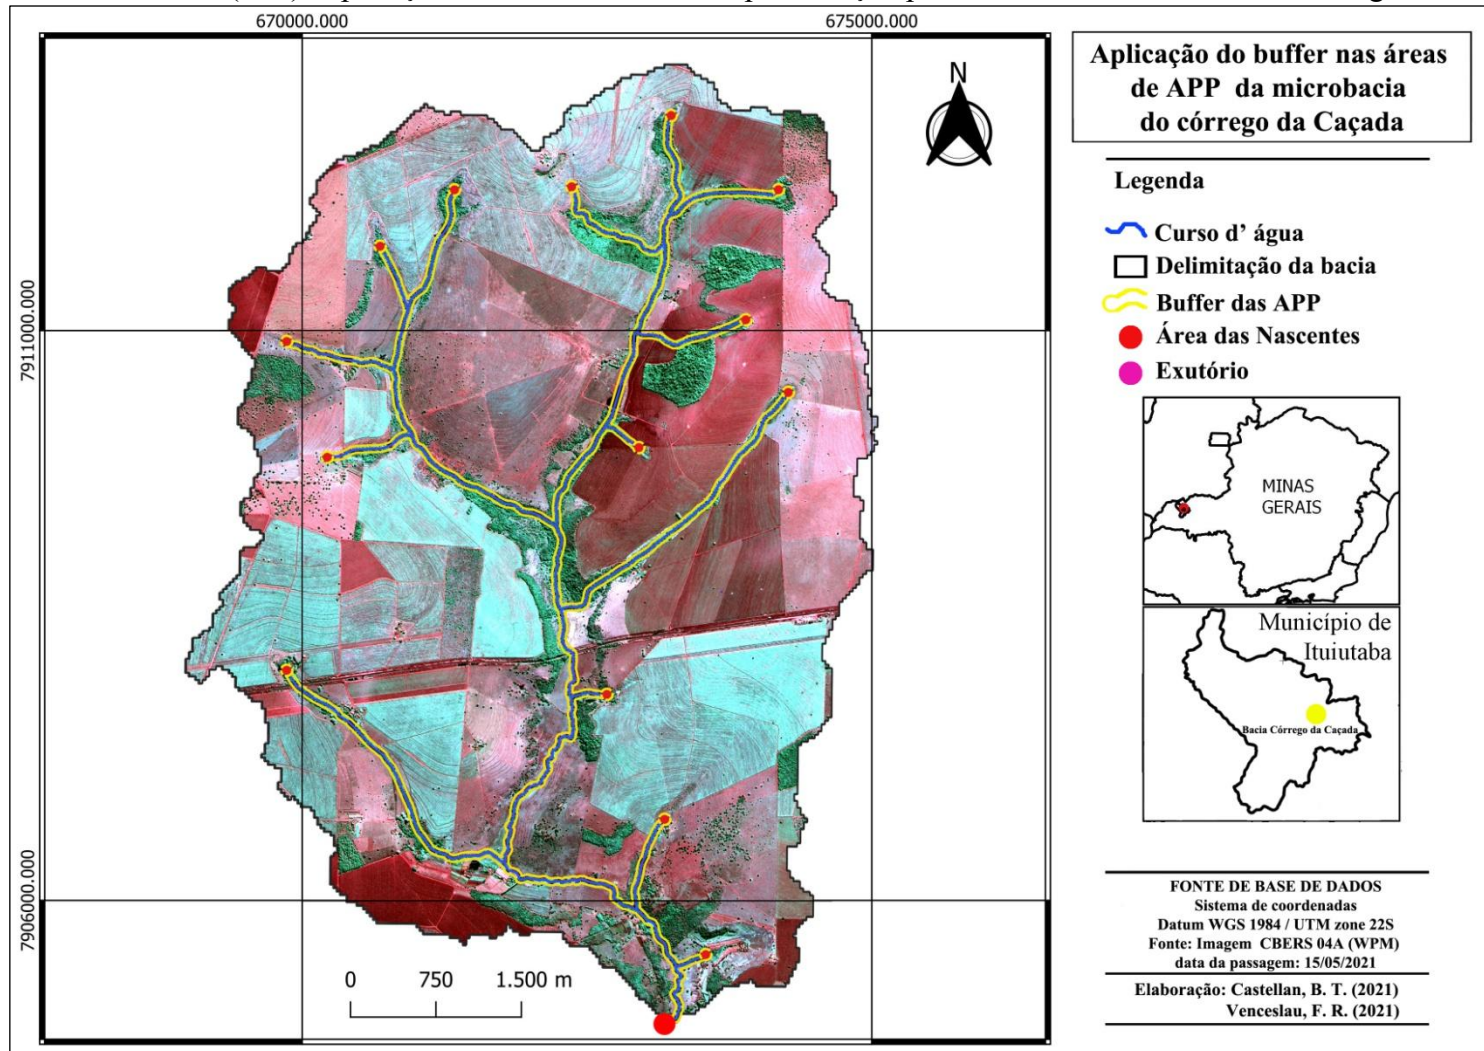 670000.000
675000.000
7911000.000
7906000.000
N
0 750 1.500 m
Aplicação do buffer nas áreas
de APP da microbacia
do córrego da Caçada
Legenda
Curso d' água
Delimitação da bacia
Buffer das APP
Área das Nascentes
Exutório
MINAS
GERAIS
Município de
Ituiutaba
Bacia Córrego da Caçada
FONTE DE BASE DE DADOS
Sistema de coordenadas
Datum WGS 1984 / UTM zone 22S
Fonte: Imagem CBERS 04A (WPM)
data da passagem: 15/05/2021
Elaboração: Castellan, B. T. (2021)
Venceslau, F. R. (2021)